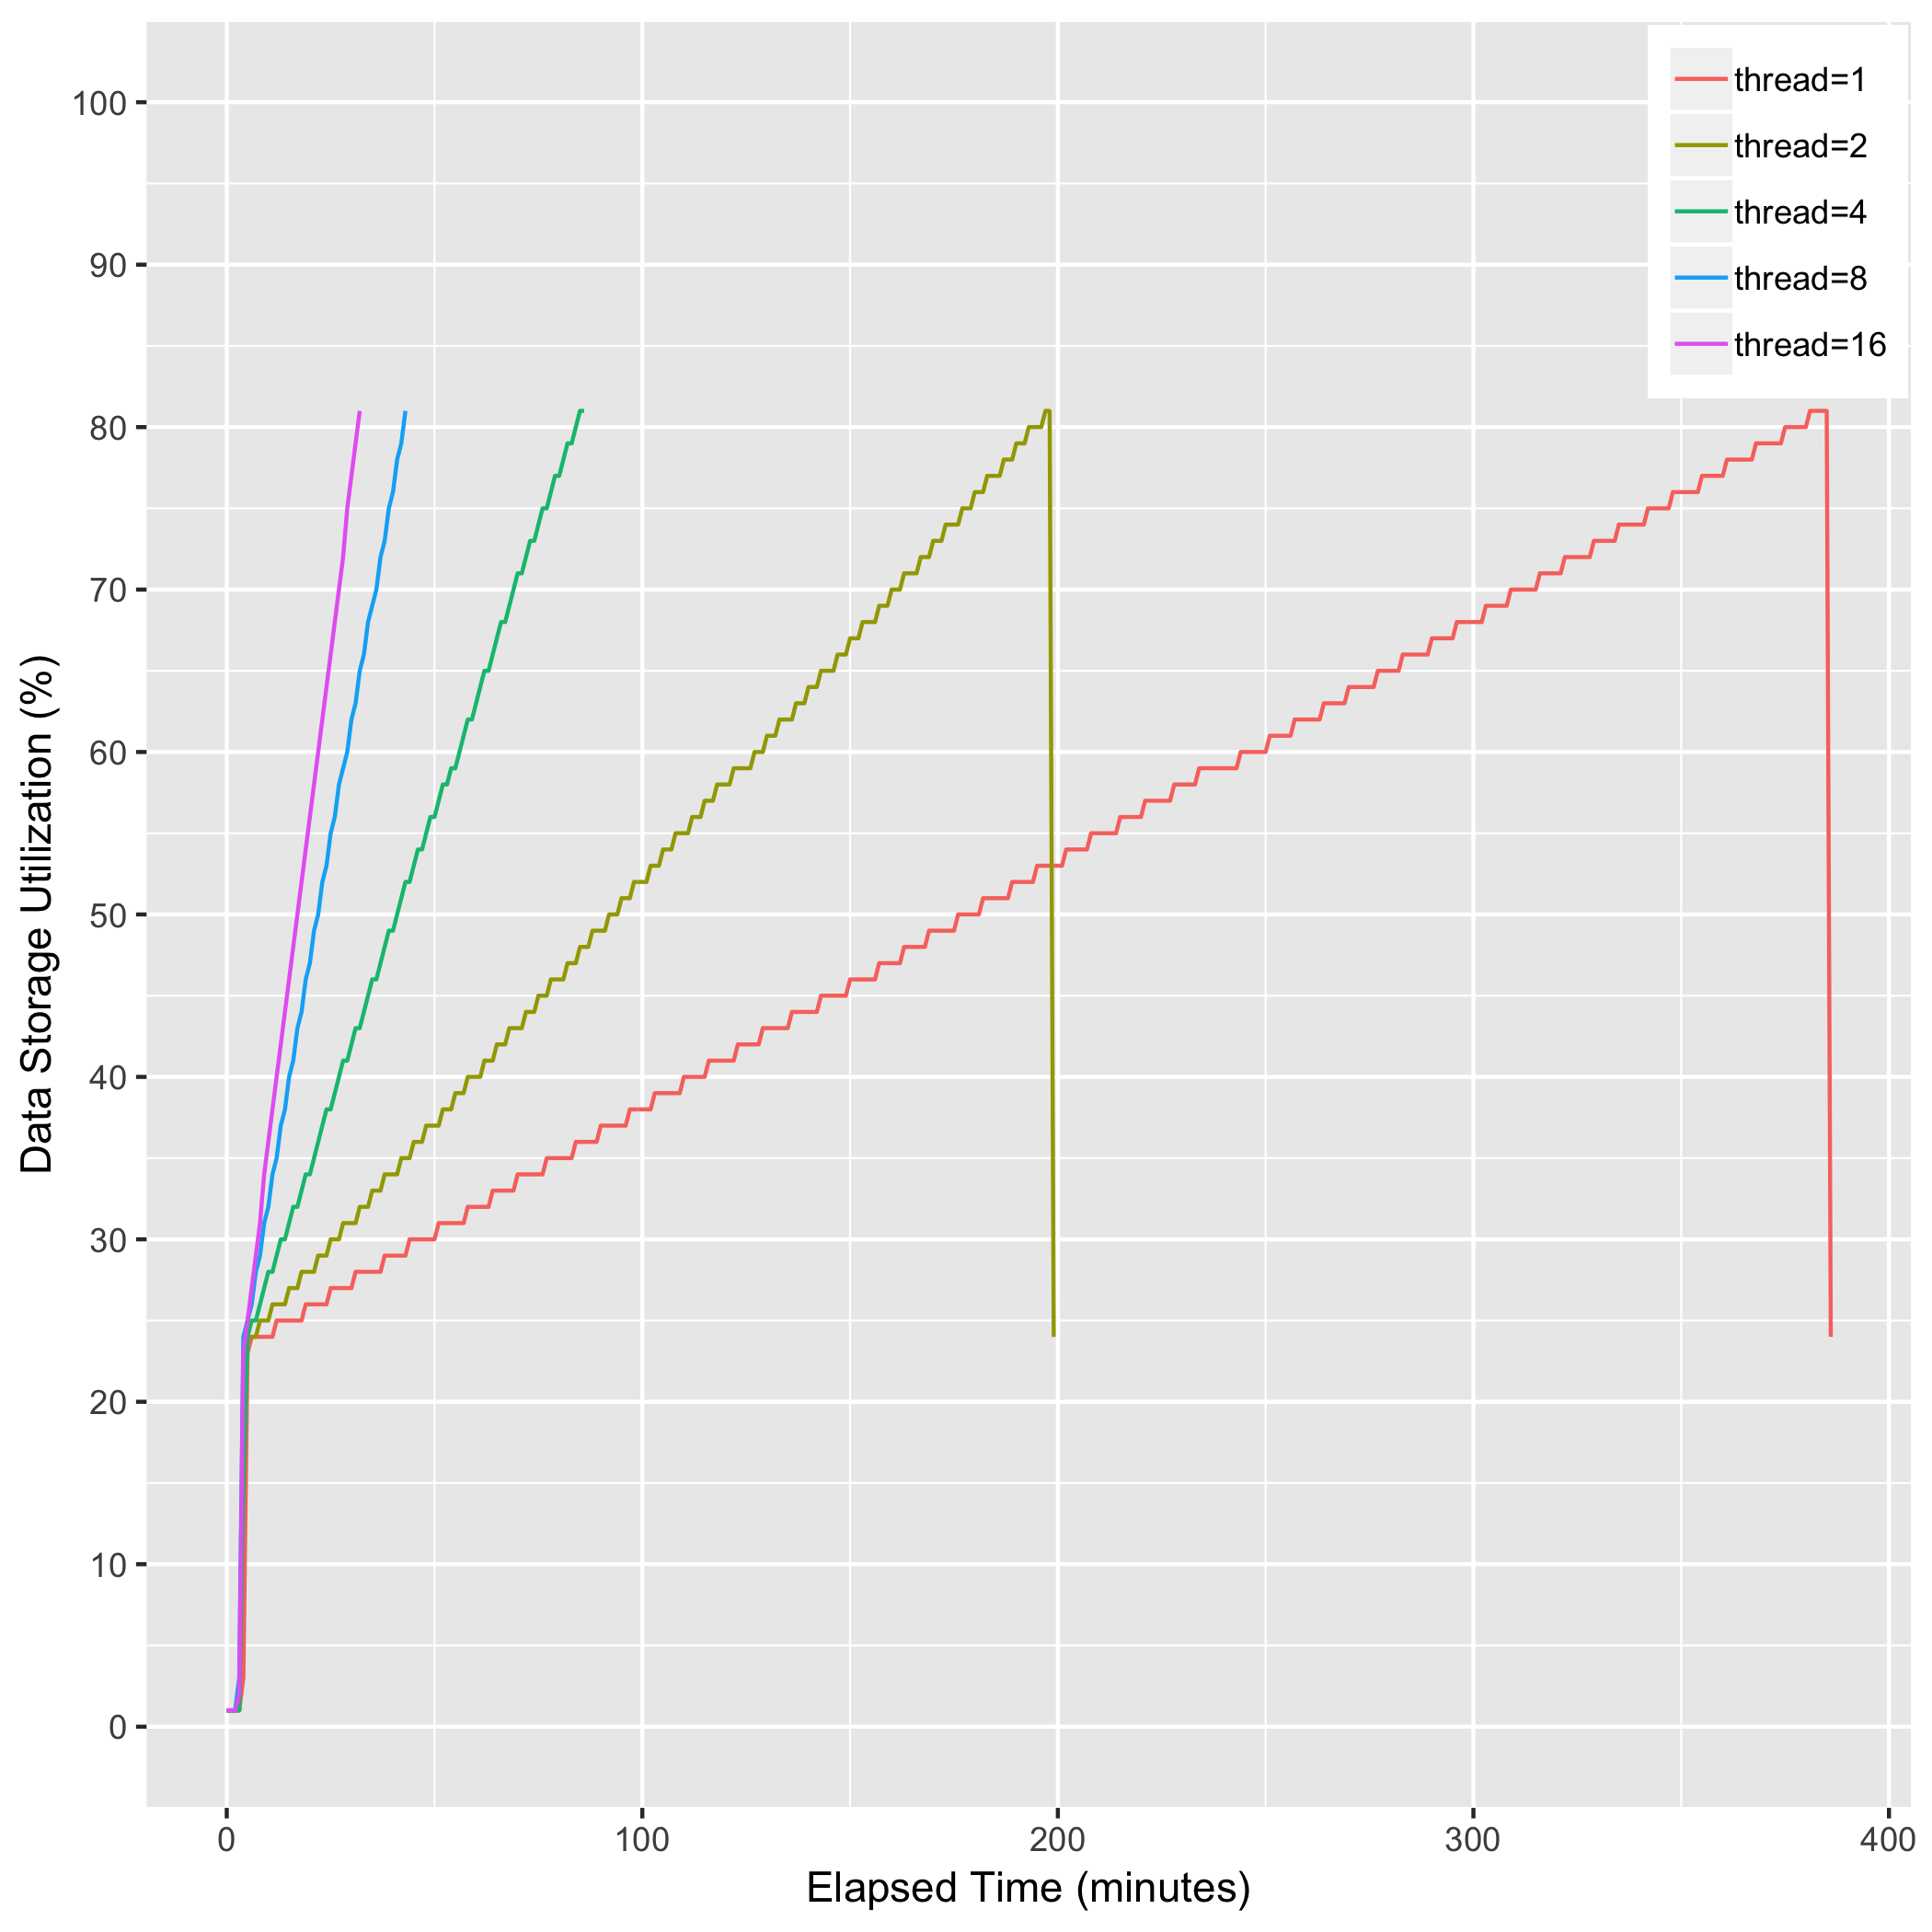 thread=1
thread=2
thread=4
thread=8
thread=16
100
90
80
70
60
50
40
30
20
10
0
Data Storage Utilization (%)
0 100 200 300 400
Elapsed Time (minutes)